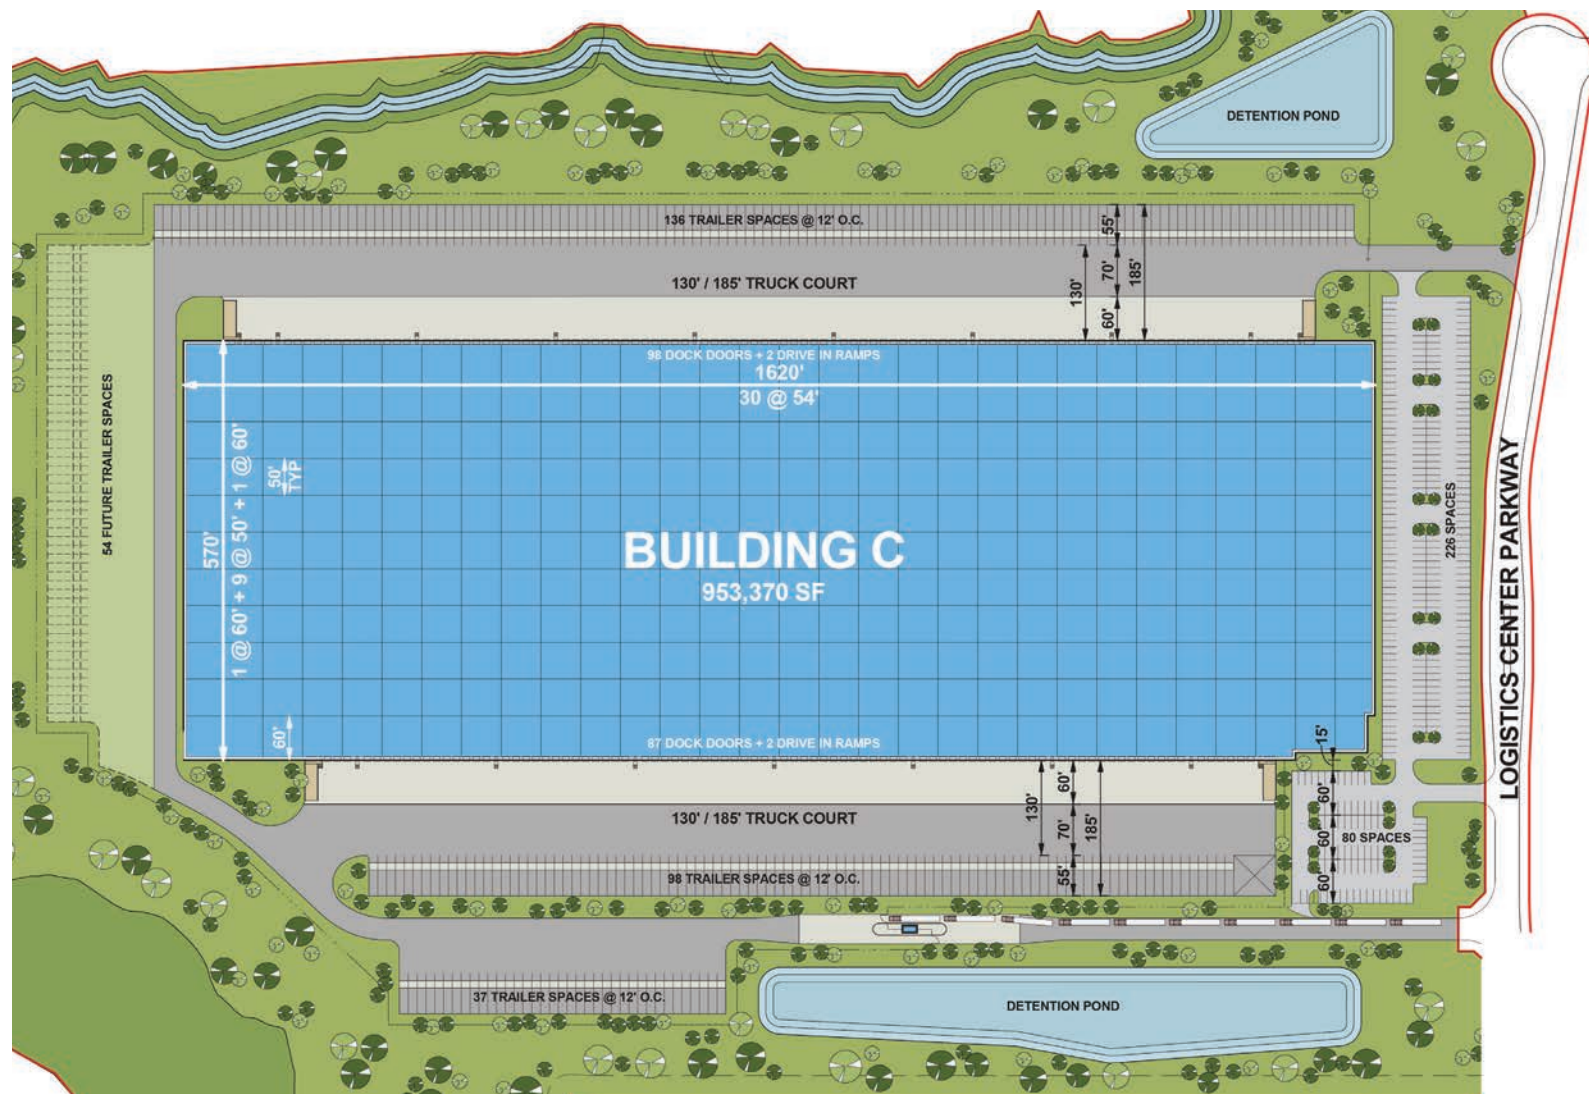 DETENTION POND
136 TRAILER SPACES @ 12' O.C.
55'
130'
70'
185'
60'
130' / 185' TRUCK COURT
98 DOCK DOORS + 2 DRIVE IN RAMPS
1620'
30 @ 54'
54 FUTURE TRAILER SPACES
570'
1 @ 60' + 9 @ 50' + 1 @ 60'
50'
TYP
BUILDING C
953,370 SF
226 SPACES
LOGISTICS CENTER PARKWAY
60'
87 DOCK DOORS + 2 DRIVE IN RAMPS
15'
130'
60'
70'
185'
55'
130' / 185' TRUCK COURT
60'
60'
60'
80 SPACES
98 TRAILER SPACES @ 12' O.C.
37 TRAILER SPACES @ 12' O.C.
DETENTION POND